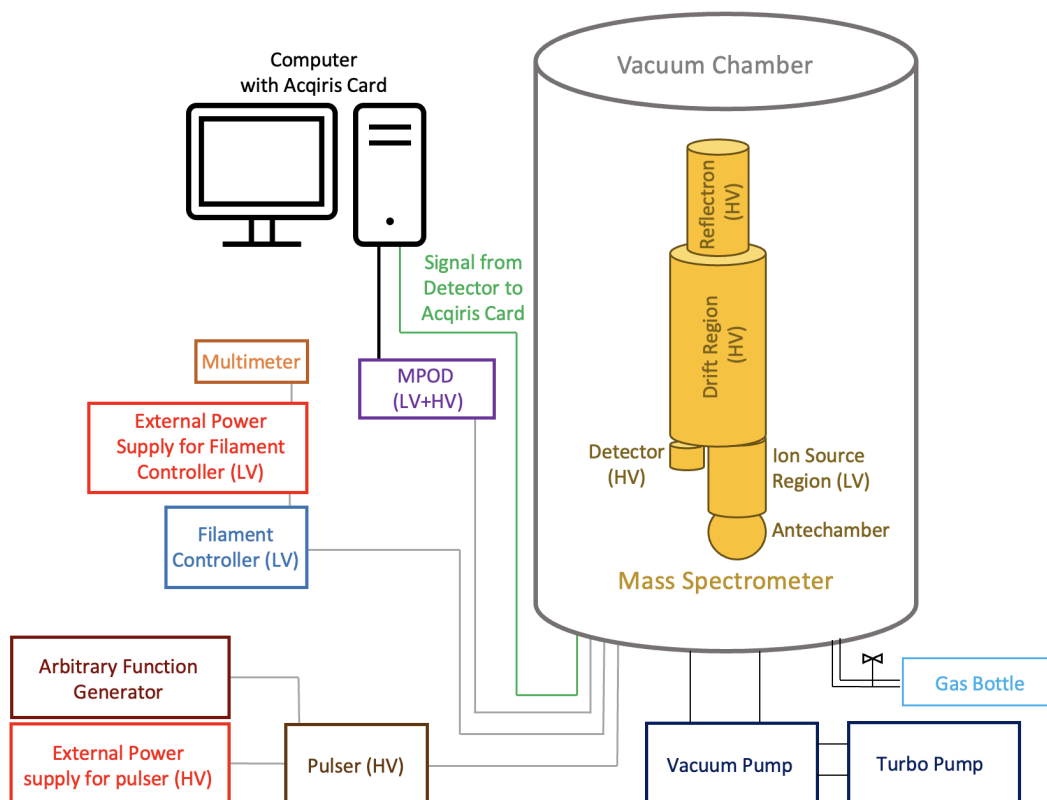 Computer
with Acqiris Card
Vacuum Chamber
Reflectron
(HV)
Signal from
Detector to
Acqiris Card
Drift Region
(HV)
Multimeter
MPOD
(LV+HV)
External Power
Supply for Filament
Controller (LV)
Detector
(HV)
Ion Source
Region (LV)
Filament
Controller (LV)
Antechamber
Mass Spectrometer
Arbitrary Function
Generator
Gas Bottle
External Power
supply for pulser (HV)
Pulser (HV)
Vacuum Pump
Turbo Pump